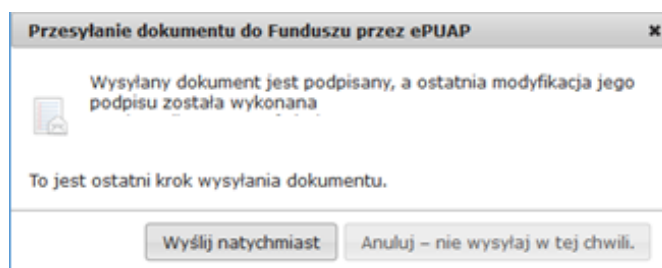 Przesyłanie dokumentu do Funduszu przez ePUAP
Wysyłany dokument jest podpisany, a ostatnia modyfikacja jego
podpisu została wykonana
To jest ostatni krok wysyłania dokumentu.
Wyślij natychmiast
Anuluj – nie wysyłaj w tej chwili.